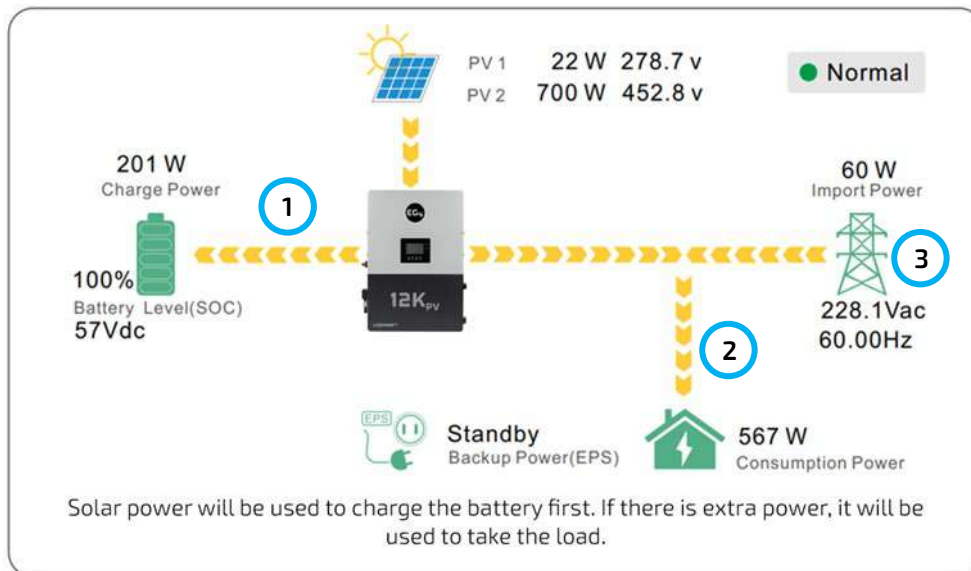 PV 1 22 W 278.7 v
PV 2 700 W 452.8 v
Normal
201 W
Charge Power
1
60 W
Import Power
EG4
12KPV
3
100%
Battery Level(SOC)
57Vdc
228.1Vac
60.00Hz
2
EPS
Standby
Backup Power(EPS)
567 W
Consumption Power
Solar power will be used to charge the battery first. If there is extra power, it will be
used to take the load.